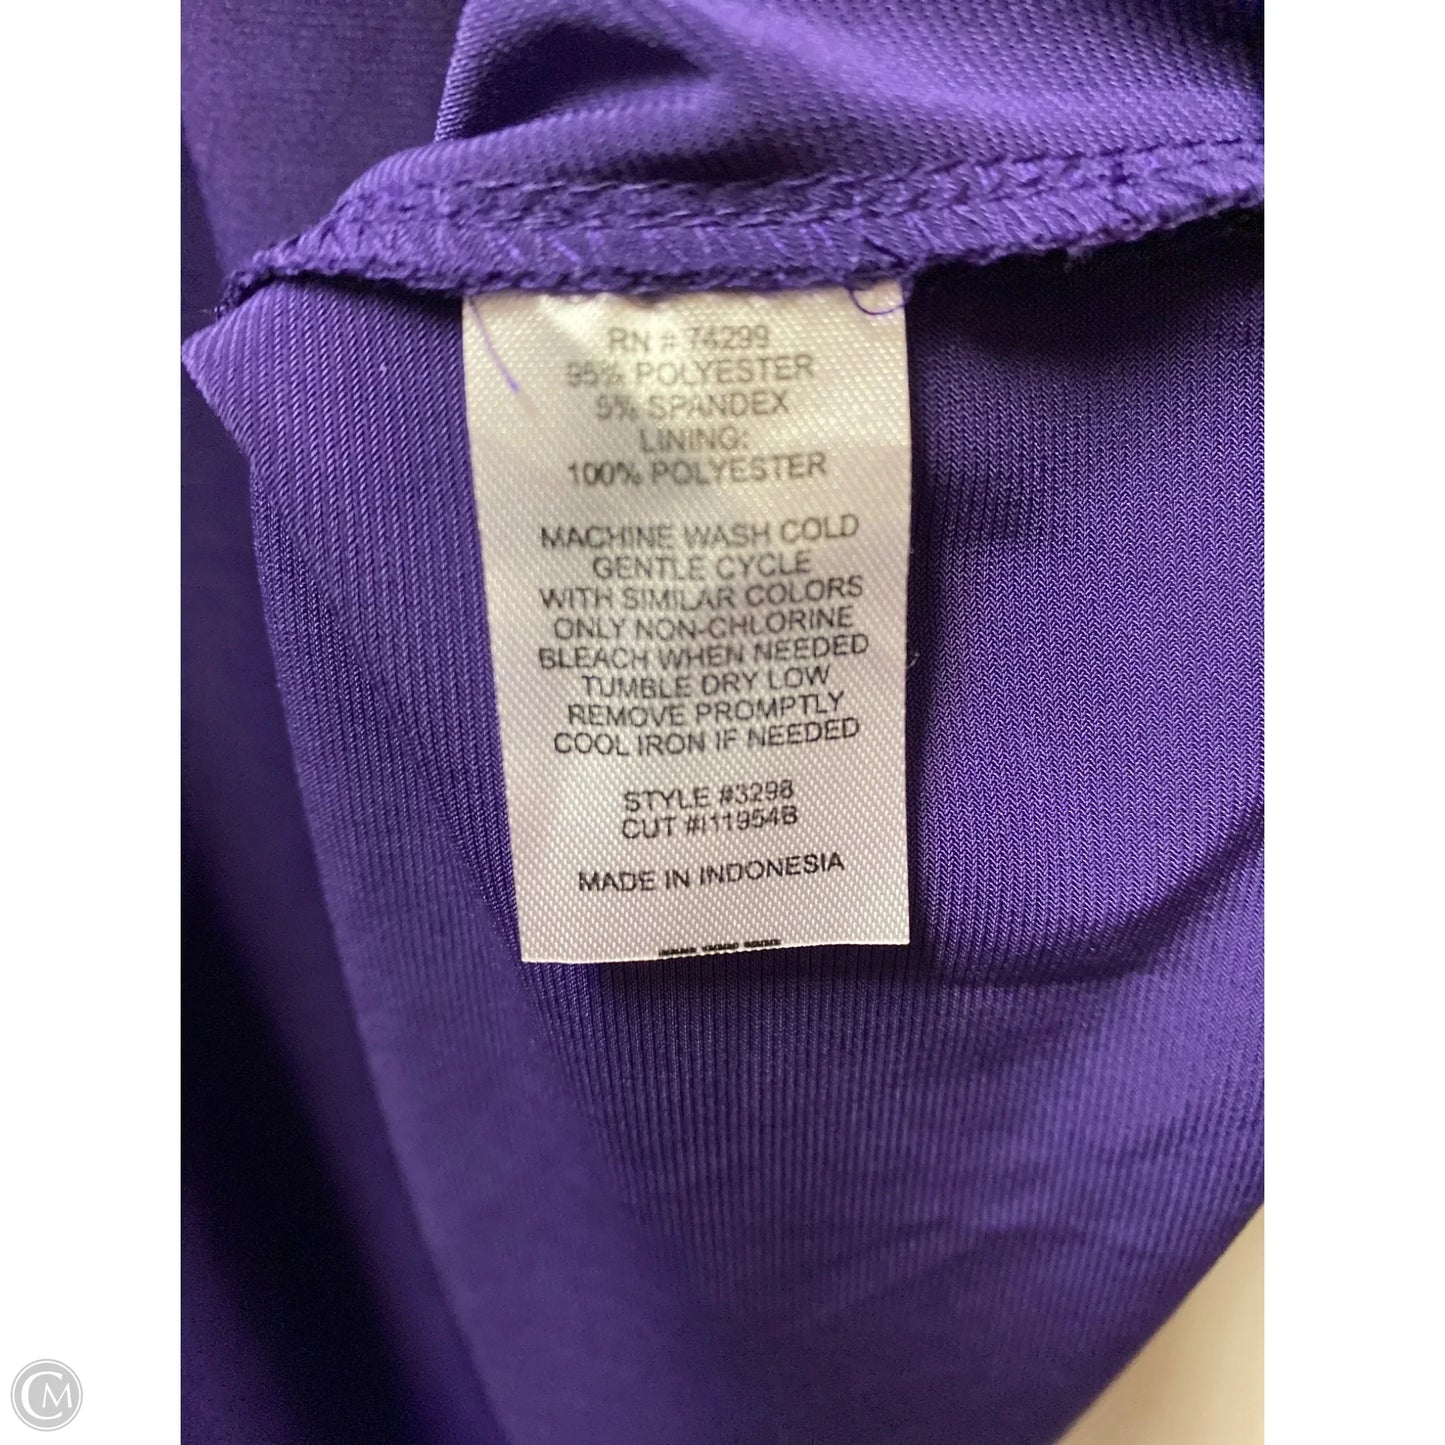 RN # 74299
95% POLYESTER
5% SPANDEX
LINING:
100% POLYESTER
MACHINE WASH COLD
GENTLE CYCLE
WITH SIMILAR COLORS
ONLY NON-CHLORINE
BLEACH WHEN NEEDED
TUMBLE DRY LOW
REMOVE PROMPTLY
COOL IRON IF NEEDED
STYLE #3298
CUT #I11954B
MADE IN INDONESIA
CM